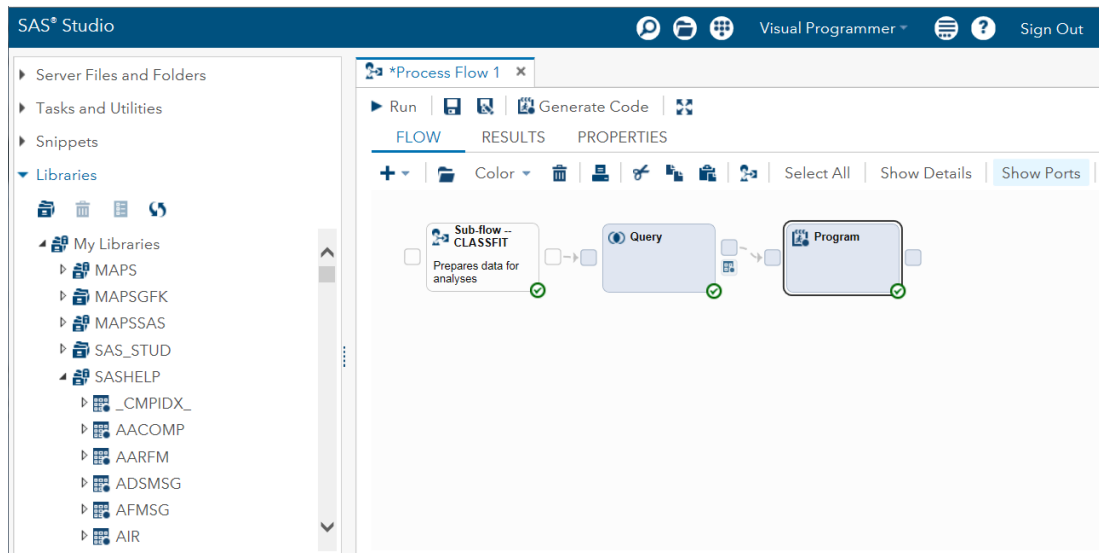 SAS® Studio
Visual Programmer
Sign Out
Server Files and Folders
Tasks and Utilities
Snippets
Libraries
My Libraries
MAPS
MAPSGFK
MAPSSAS
SAS_STUD
SASHELP
_CMPIDX_
AACOMP
AARFM
ADSMSG
AFMSG
AIR
*Process Flow 1
Run Generate Code
FLOW RESULTS PROPERTIES
Color Select All Show Details Show Ports
Sub-flow --
CLASSFIT
Prepares data for
analyses
Query
Program